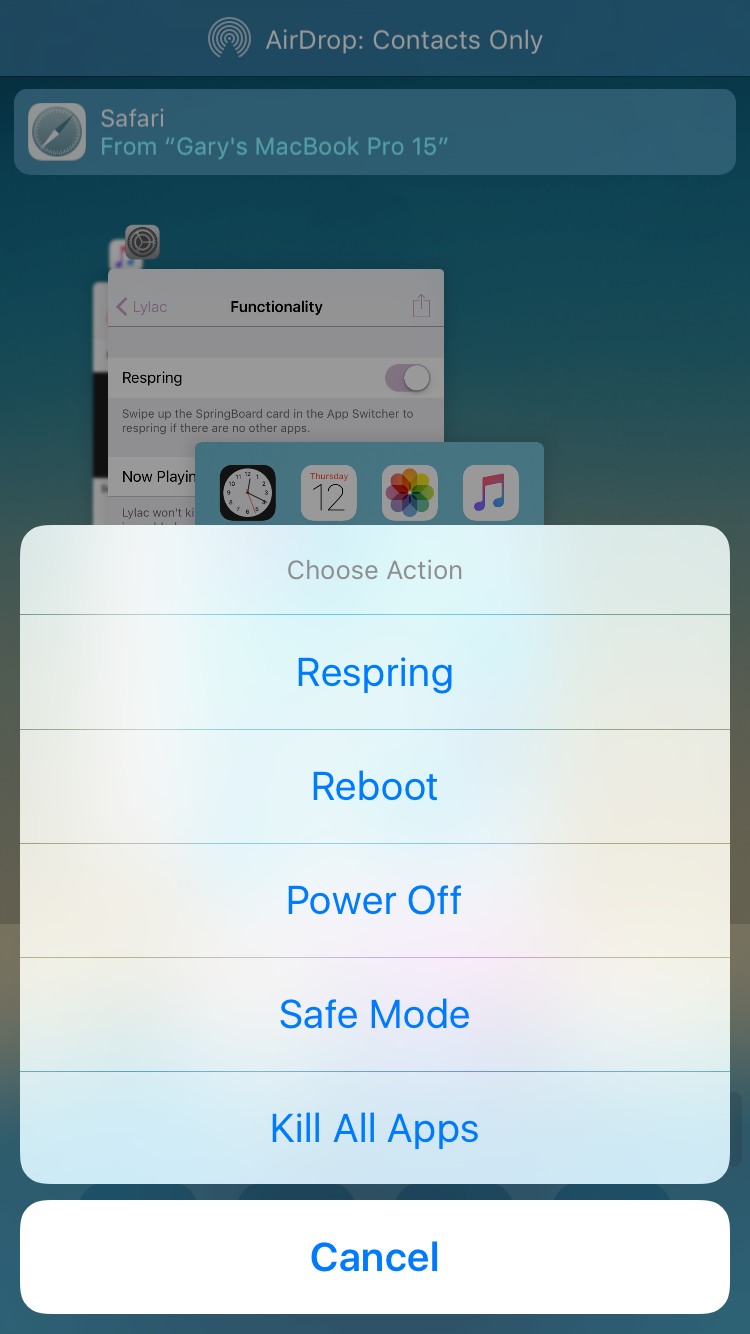 AirDrop: Contacts Only
Safari
From “Gary's MacBook Pro 15”
Lylac
Functionality
Respring
Swipe up the SpringBoard card in the App Switcher to
respring if there are no other apps.
Now Playin
Lylac won't ki
Thursday
12
Choose Action
Respring
Reboot
Power Off
Safe Mode
Kill All Apps
Cancel